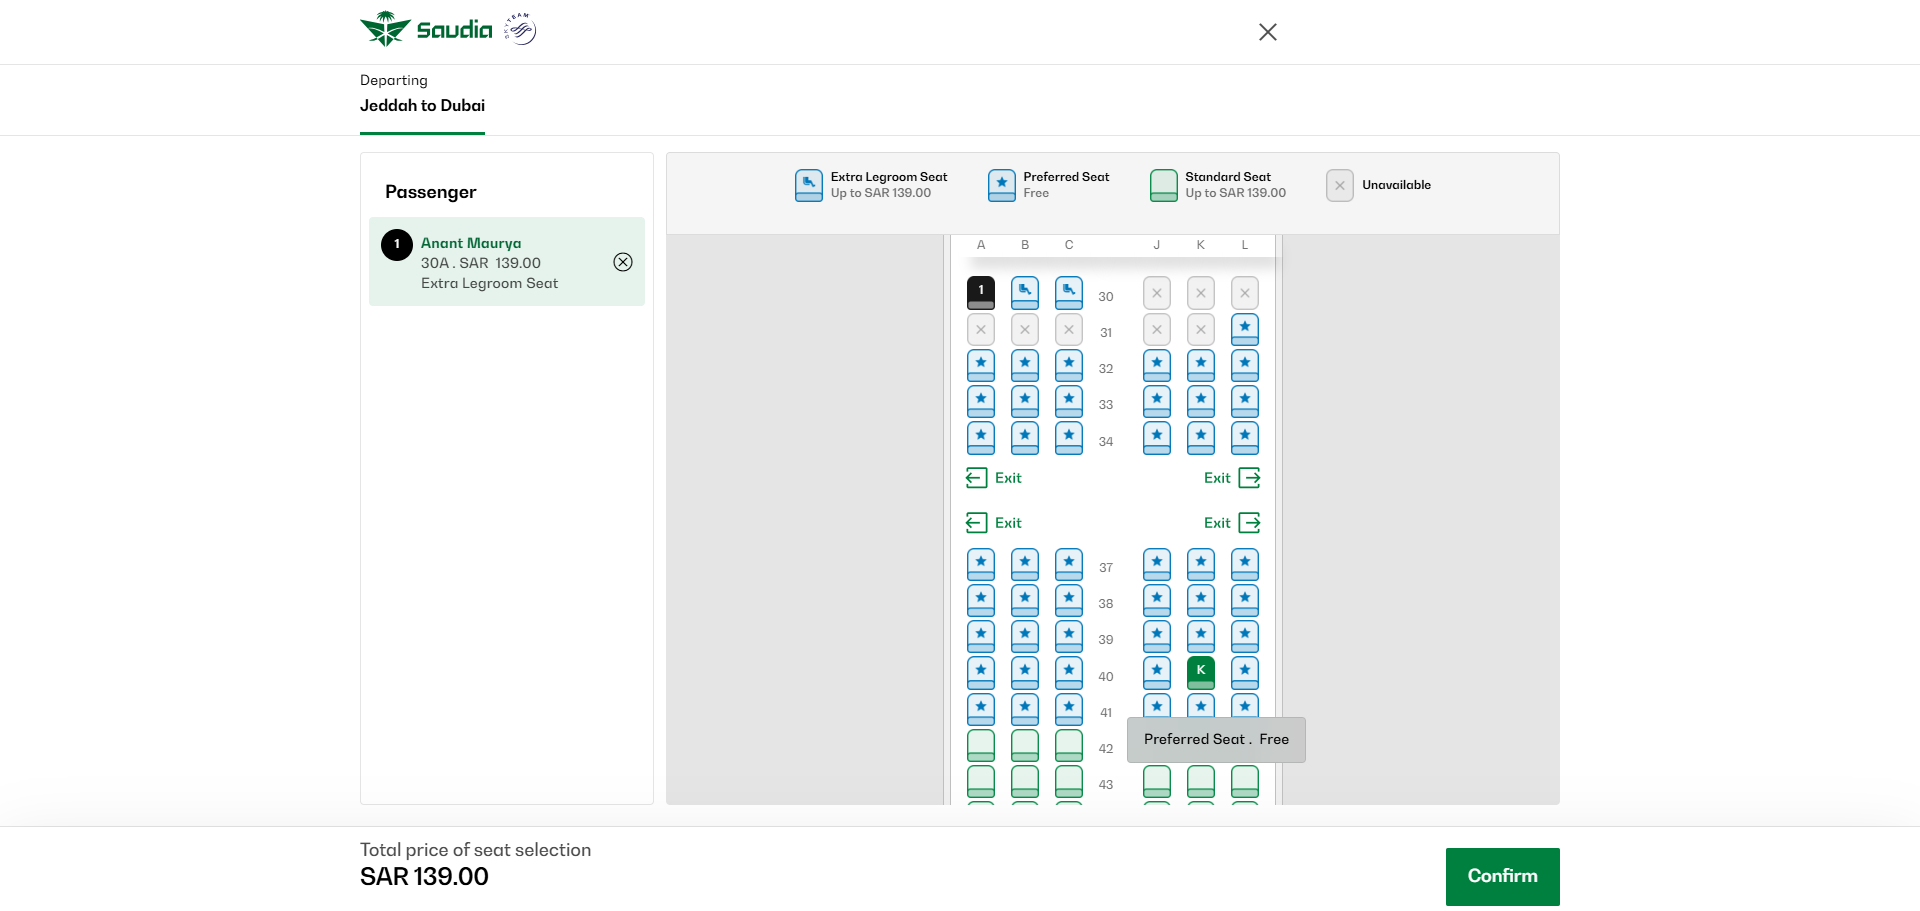 Saudia
SKYTEAM
Departing
Jeddah to Dubai
Passenger
1
Anant Maurya
30A . SAR 139.00
Extra Legroom Seat
Extra Legroom Seat
Up to SAR 139.00
Preferred Seat
Free
Standard Seat
Up to SAR 139.00
Unavailable
A B C J K L
1 30
31
32
33
34
Exit Exit
Exit Exit
37
38
39
40 K
41
42
Preferred Seat . Free
43
Total price of seat selection
SAR 139.00
Confirm